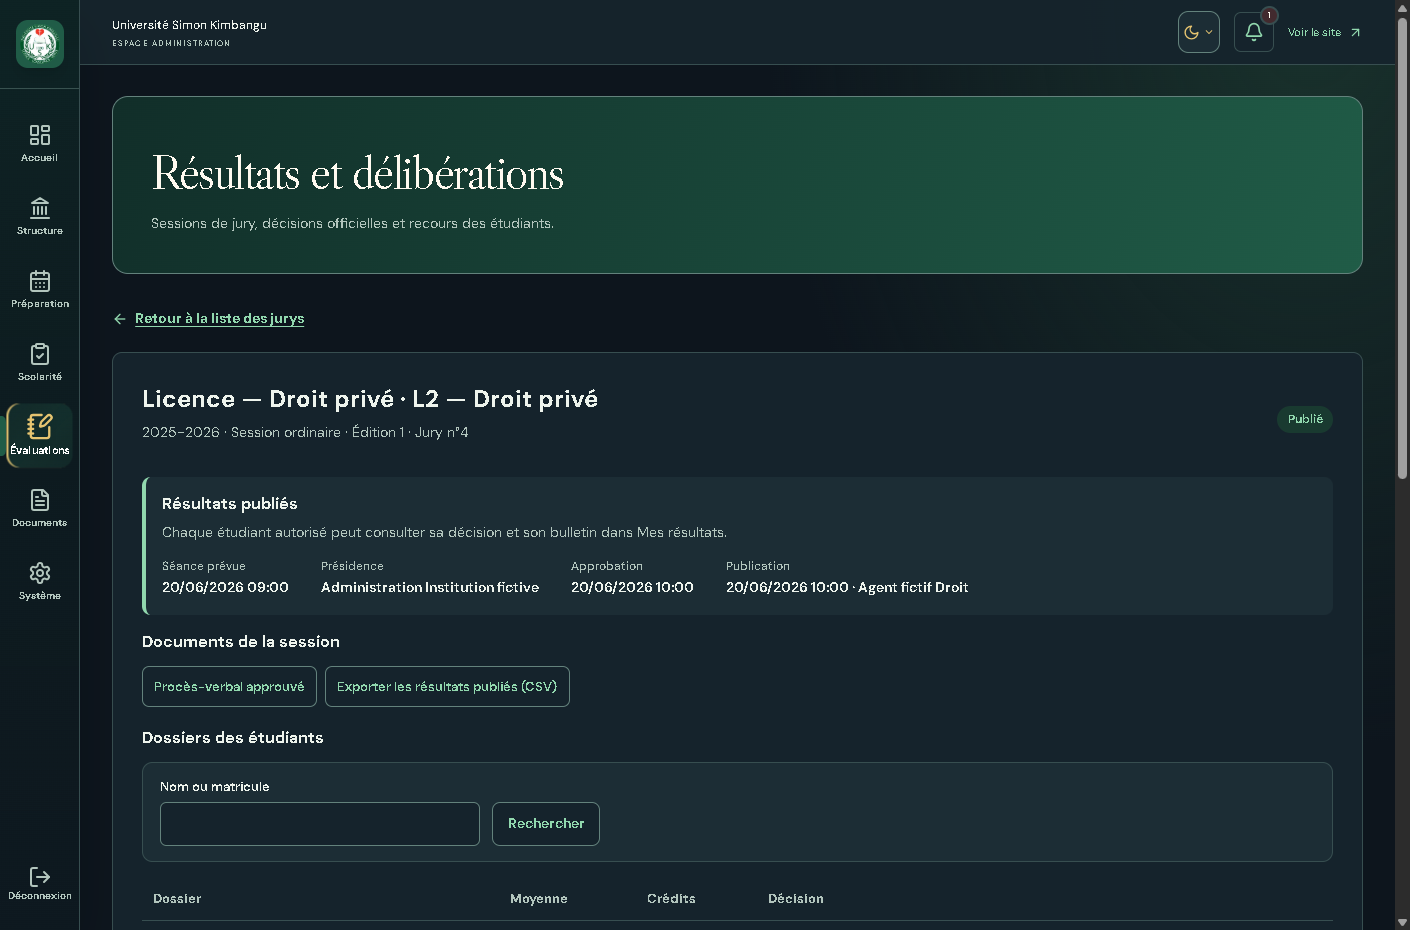 Université Simon Kimbangu
ESPACE ADMINISTRATION
1
Voir le site
Accueil
Structure
Préparation
Scolarité
Évaluations
Documents
Système
Déconnexion
Résultats et délibérations
Sessions de jury, décisions officielles et recours des étudiants.
Retour à la liste des jurys
Licence — Droit privé · L2 — Droit privé
2025-2026 · Session ordinaire · Édition 1 · Jury n°4
Publié
Résultats publiés
Chaque étudiant autorisé peut consulter sa décision et son bulletin dans Mes résultats.
Séance prévue Présidence Approbation Publication
20/06/2026 09:00 Administration Institution fictive 20/06/2026 10:00 20/06/2026 10:00 · Agent fictif Droit
Documents de la session
Procès-verbal approuvé Exporter les résultats publiés (CSV)
Dossiers des étudiants
Nom ou matricule
Rechercher
Dossier Moyenne Crédits Décision